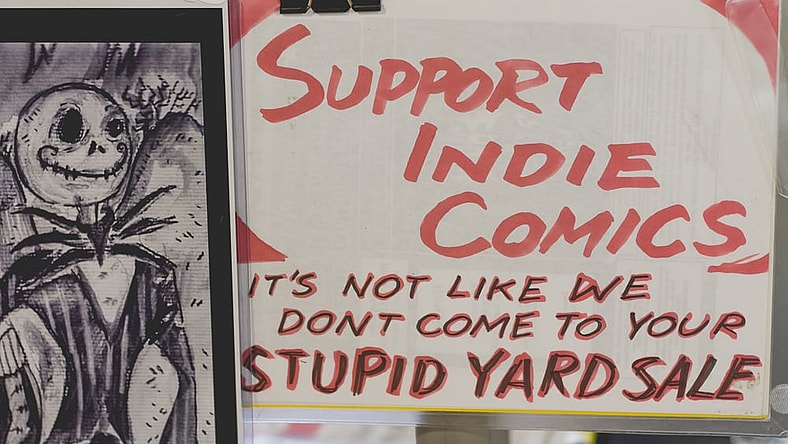 SUPPORT
INDIE
COMICS
IT'S NOT LIKE WE
DONT COME TO YOUR
STUPID YARD SALE